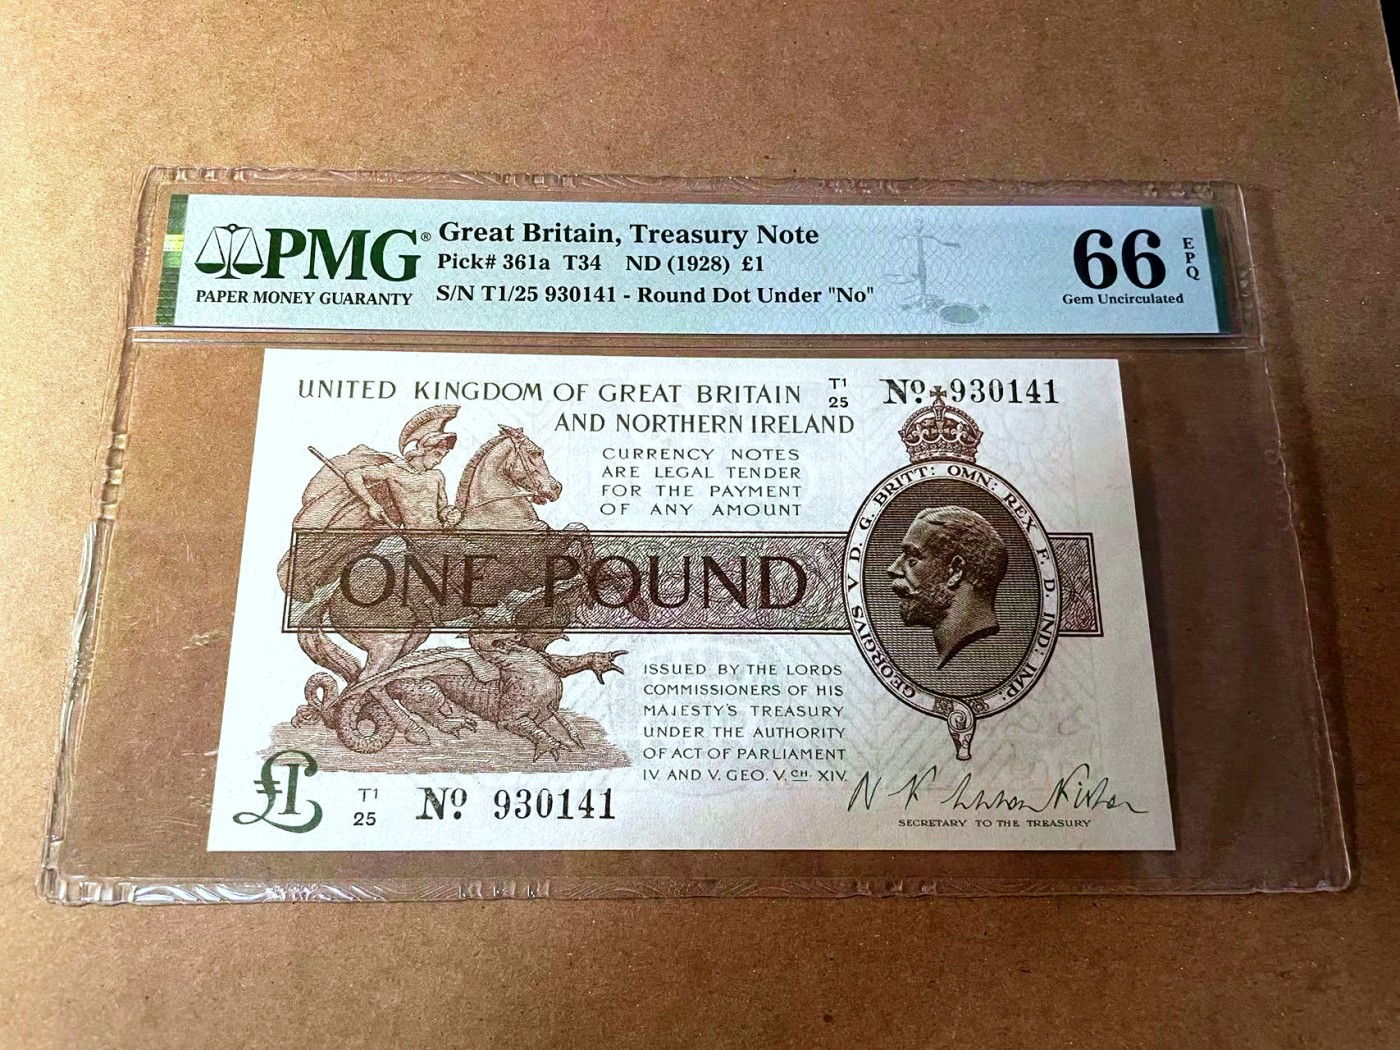 PMG®
PAPER MONEY GUARANTY
Great Britain, Treasury Note
Pick# 361a T34 ND (1928) £1
S/N T1/25 930141 - Round Dot Under "No"
66 EPQ
Gem Uncirculated
UNITED KINGDOM OF GREAT BRITAIN
AND NORTHERN IRELAND
T1
25
Nº 930141
CURRENCY NOTES
ARE LEGAL TENDER
FOR THE PAYMENT
OF ANY AMOUNT
ONE POUND
GEORGIVS V D. G. BRITT: OMN: REX F. D. IND: IMP:
ISSUED BY THE LORDS
COMMISSIONERS OF HIS
MAJESTY'S TREASURY
UNDER THE AUTHORITY
OF ACT OF PARLIAMENT
IV. AND V. GEO. V. CH. XIV.
£1
T1
25
Nº 930141
SECRETARY TO THE TREASURY